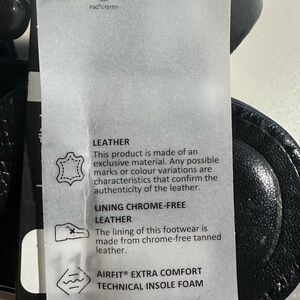 FSC® C151701
LEATHER
This product is made of an
exclusive material. Any possible
marks or colour variations are
characteristics that confirm the
authenticity of the leather.
LINING CHROME-FREE
LEATHER
The lining of this footwear is
made from chrome-free tanned
leather.
AIRFIT® EXTRA COMFORT
TECHNICAL INSOLE FOAM